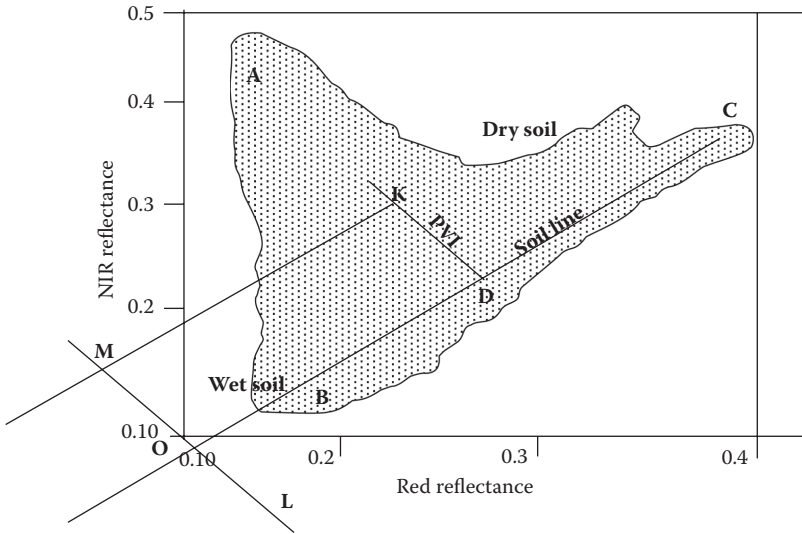 0.5
A
C
0.4
Dry soil
NIR reflectance
K
0.3
PVI
Soil line
D
0.2
M
Wet soil
B
0.10
O
0.10
0.2
0.3
0.4
Red reflectance
L